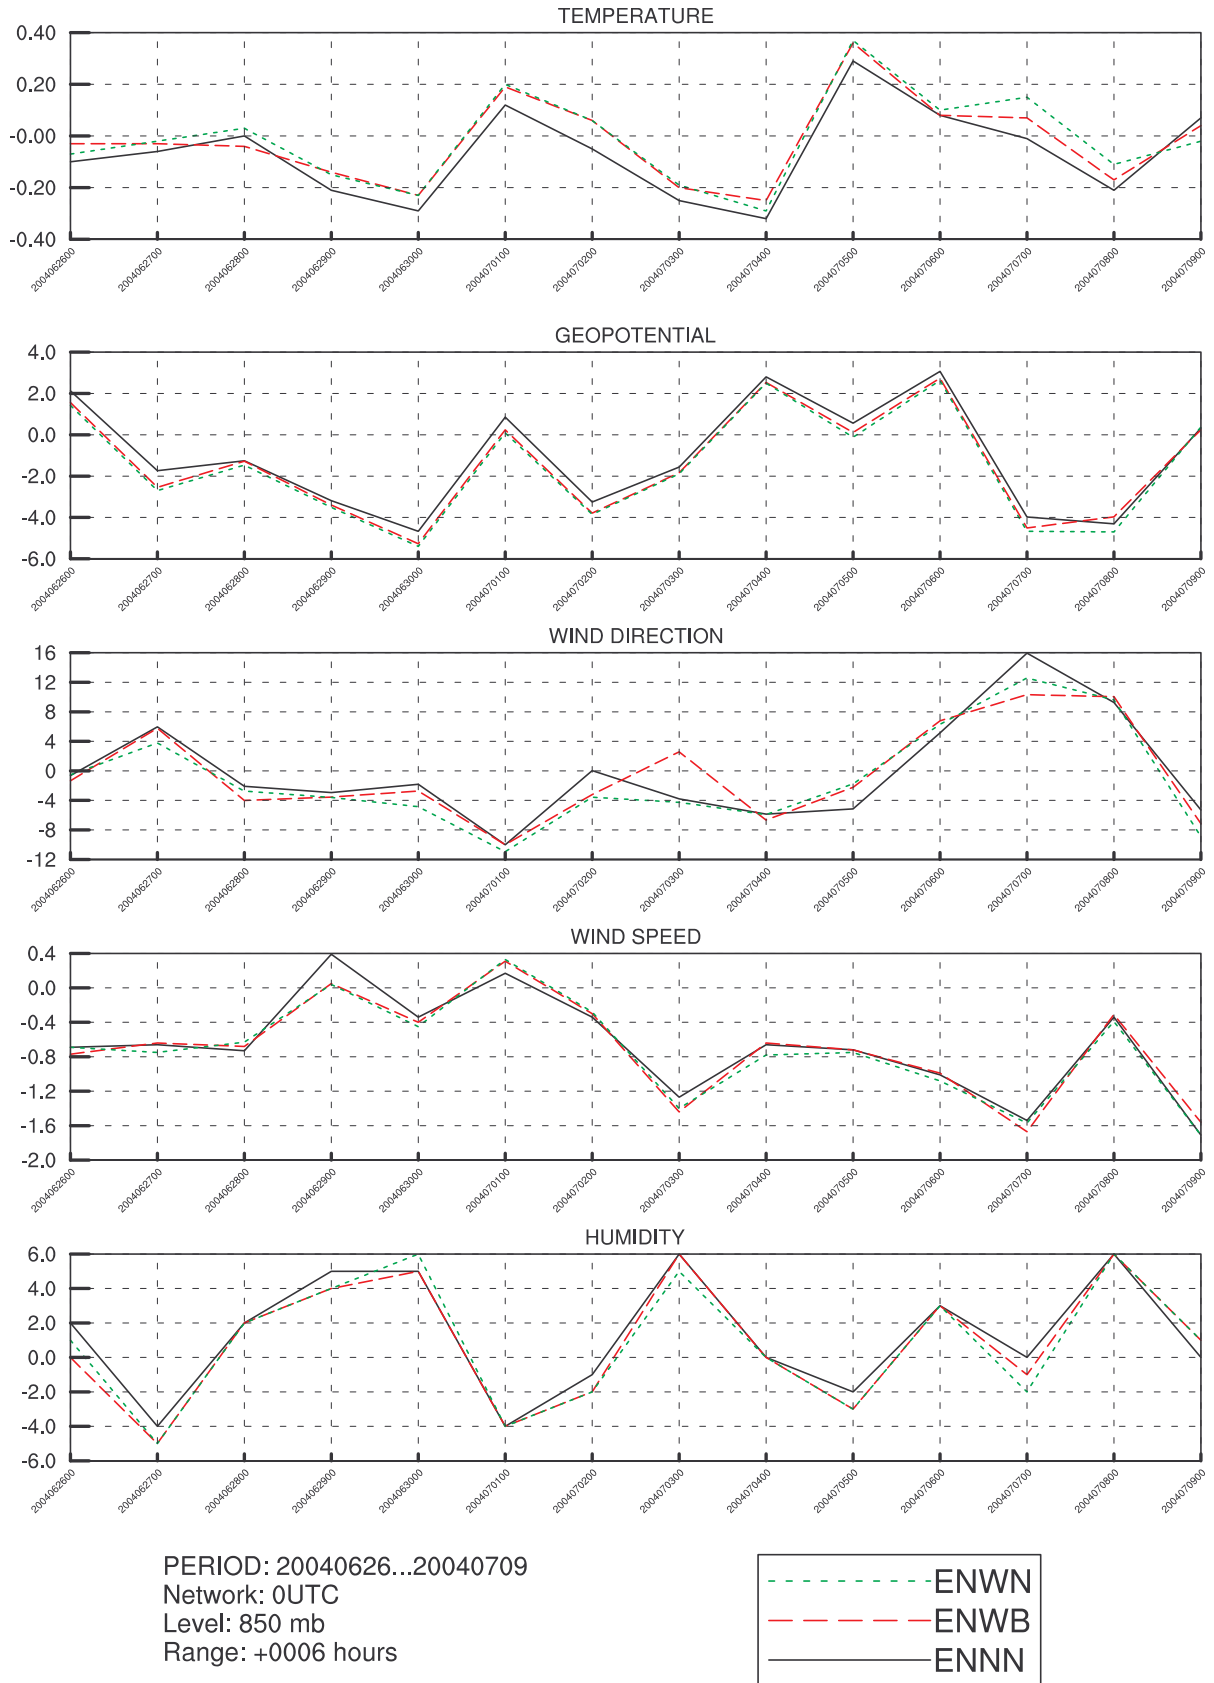 TEMPERATURE
0.40
0.20
-0.00
-0.20
-0.40
2004062600 2004062700 2004062800 2004062900 2004063000 2004070100 2004070200 2004070300 2004070400 2004070500 2004070600 2004070700 2004070800 2004070900
GEOPOTENTIAL
4.0
2.0
0.0
-2.0
-4.0
-6.0
2004062600 2004062700 2004062800 2004062900 2004063000 2004070100 2004070200 2004070300 2004070400 2004070500 2004070600 2004070700 2004070800 2004070900
WIND DIRECTION
16
12
8
4
0
-4
-8
-12
2004062600 2004062700 2004062800 2004062900 2004063000 2004070100 2004070200 2004070300 2004070400 2004070500 2004070600 2004070700 2004070800 2004070900
WIND SPEED
0.4
0.0
-0.4
-0.8
-1.2
-1.6
-2.0
2004062600 2004062700 2004062800 2004062900 2004063000 2004070100 2004070200 2004070300 2004070400 2004070500 2004070600 2004070700 2004070800 2004070900
HUMIDITY
6.0
4.0
2.0
0.0
-2.0
-4.0
-6.0
2004062600 2004062700 2004062800 2004062900 2004063000 2004070100 2004070200 2004070300 2004070400 2004070500 2004070600 2004070700 2004070800 2004070900
PERIOD: 20040626...20040709
Network: 0UTC
Level: 850 mb
Range: +0006 hours
ENWN
ENWB
ENNN